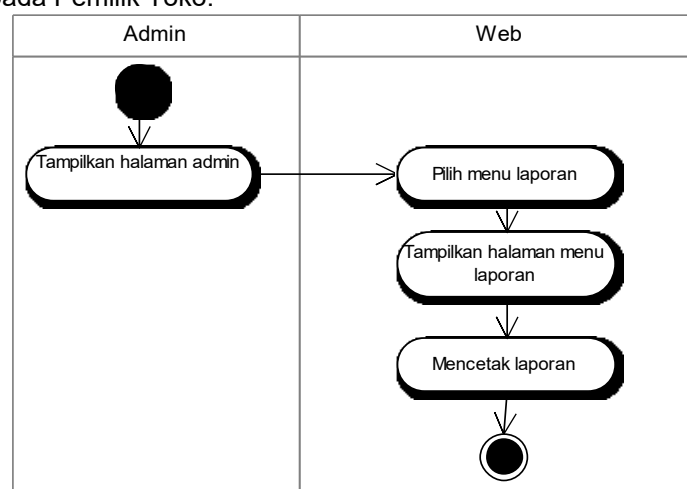 pada Pemilik Toko.
Admin
Web
Tampilkan halaman admin
Pilih menu laporan
Tampilkan halaman menu
laporan
Mencetak laporan